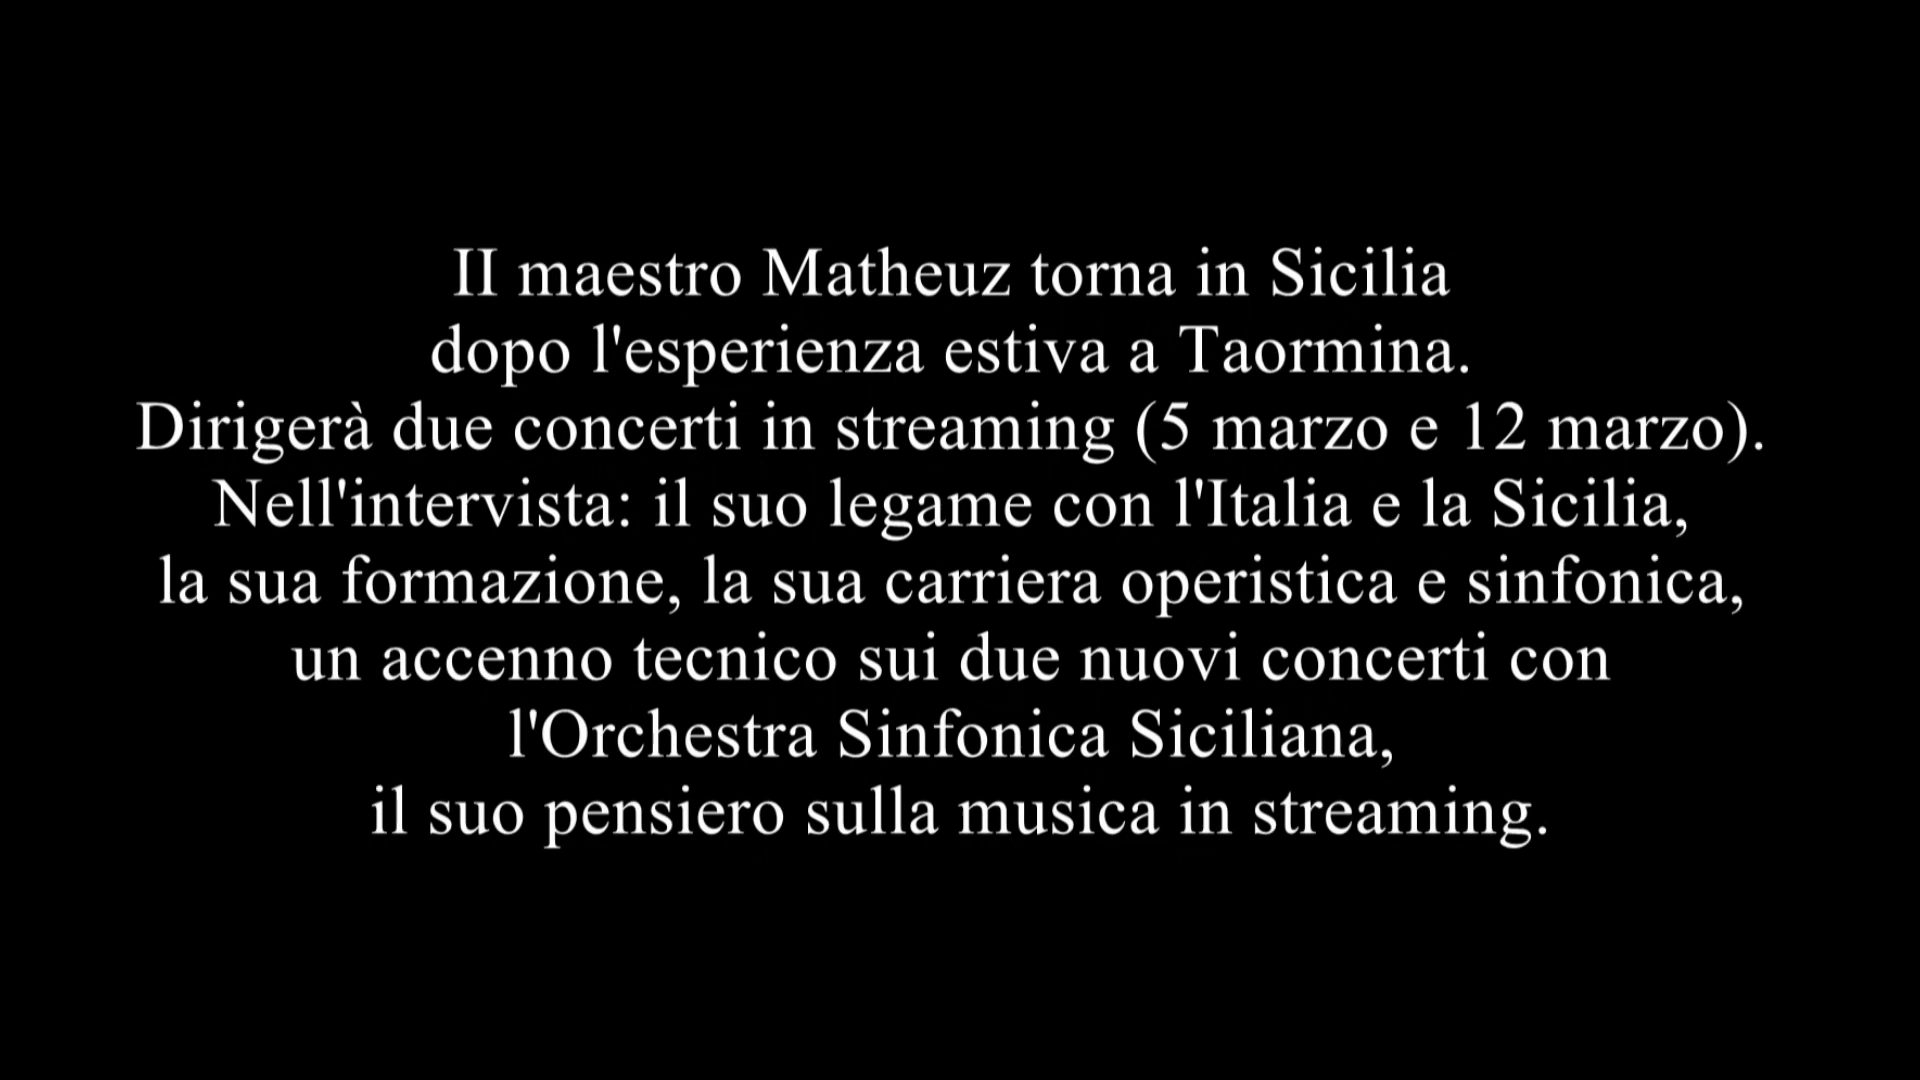 II maestro Matheuz torna in Sicilia
dopo l'esperienza estiva a Taormina.
Dirigerà due concerti in streaming (5 marzo e 12 marzo).
Nell'intervista: il suo legame con l'Italia e la Sicilia,
la sua formazione, la sua carriera operistica e sinfonica,
un accenno tecnico sui due nuovi concerti con
l'Orchestra Sinfonica Siciliana,
il suo pensiero sulla musica in streaming.